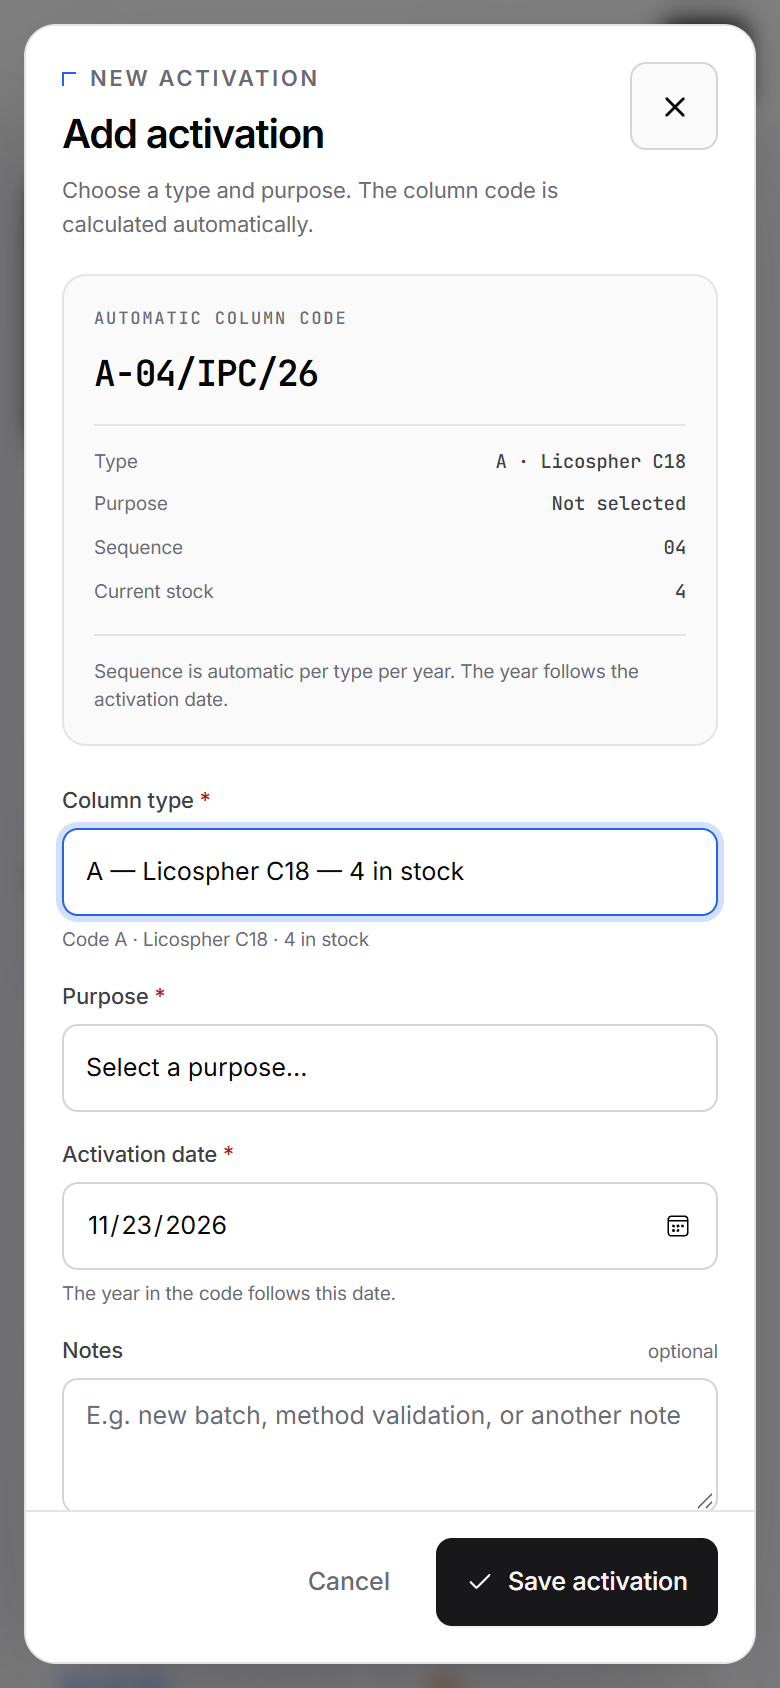 NEW ACTIVATION
Add activation
Choose a type and purpose. The column code is
calculated automatically.
AUTOMATIC COLUMN CODE
A-04/IPC/26
Type A · Licospher C18
Purpose Not selected
Sequence 04
Current stock 4
Sequence is automatic per type per year. The year follows the
activation date.
Column type *
A — Licospher C18 — 4 in stock
Code A · Licospher C18 · 4 in stock
Purpose *
Select a purpose...
Activation date *
11/23/2026
The year in the code follows this date.
Notes optional
E.g. new batch, method validation, or another note
Cancel Save activation